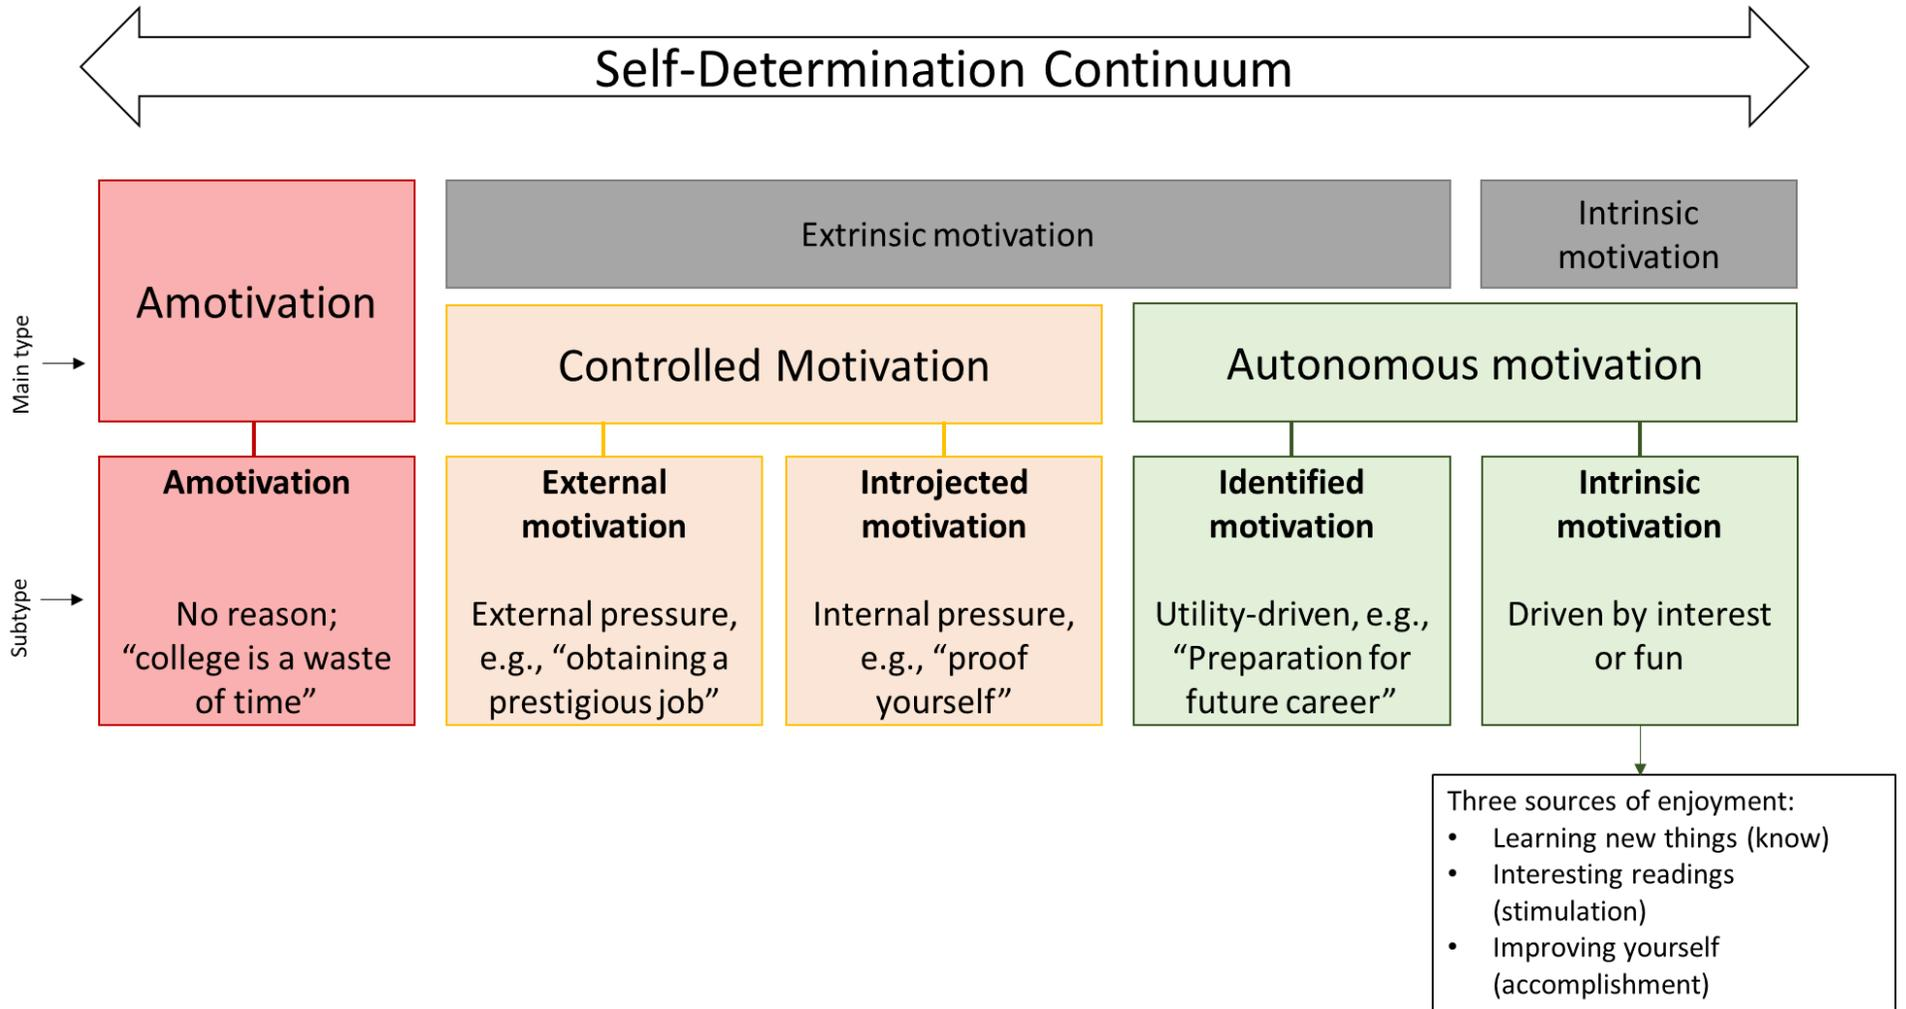 Self-Determination Continuum
Amotivation
Extrinsic motivation
Intrinsic
motivation
Controlled Motivation
Autonomous motivation
Main type
Subtype
Amotivation
No reason;
“college is a waste
of time”
External
motivation
External pressure,
e.g., “obtaining a
prestigious job”
Introjected
motivation
Internal pressure,
e.g., “proof
yourself”
Identified
motivation
Utility-driven, e.g.,
“Preparation for
future career”
Intrinsic
motivation
Driven by interest
or fun
Three sources of enjoyment:
• Learning new things (know)
• Interesting readings
(stimulation)
• Improving yourself
(accomplishment)